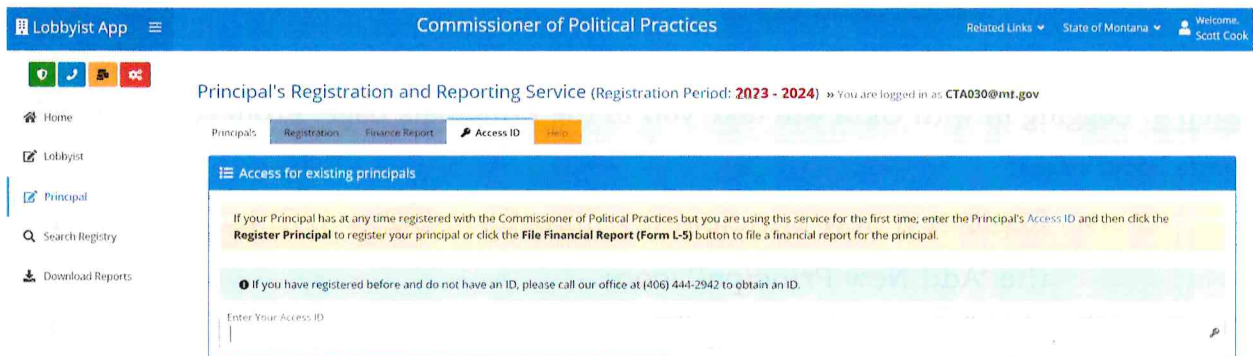 Lobbyist App
Commissioner of Political Practices
Related Links
State of Montana
Welcome,
Scott Cook
Principal's Registration and Reporting Service (Registration Period: 2023 - 2024) » You are logged in as CTA030@mt.gov
Home
Lobbyist
Principal
Search Registry
Download Reports
Principals Registration Finance Report Access ID Help
Access for existing principals
If your Principal has at any time registered with the Commissioner of Political Practices but you are using this service for the first time; enter the Principal's Access ID and then click the
Register Principal to register your principal or click the File Financial Report (Form L-5) button to file a financial report for the principal.
If you have registered before and do not have an ID, please call our office at (406) 444-2942 to obtain an ID.
Enter Your Access ID